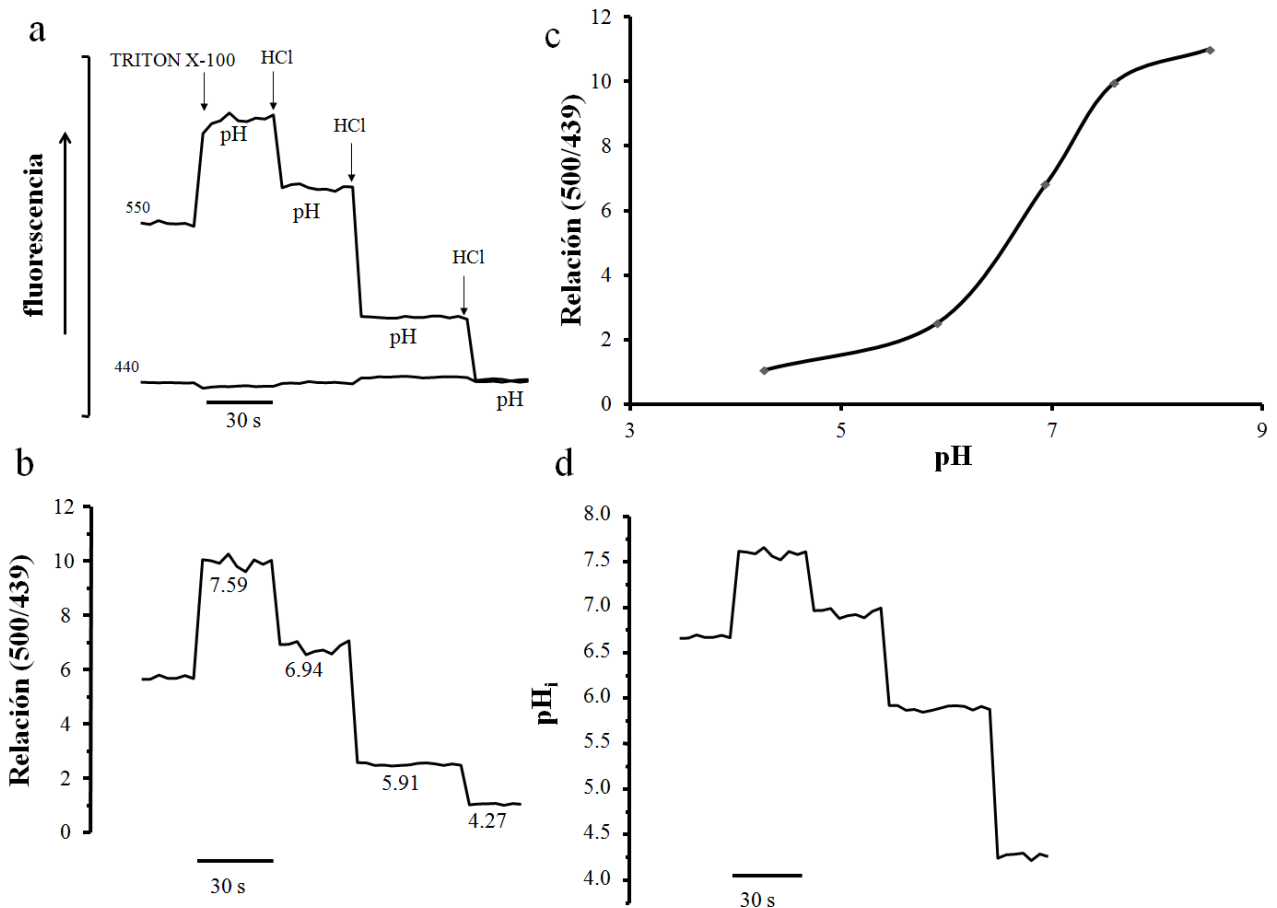 a
TRITON X-100
HCl
HCl
HCl
550
440
pH
pH
pH
pH
fluorescencia
30 s
c
Relación (500/439)
12
10
8
6
4
2
0
3
5
7
9
pH
b
Relación (500/439)
12
10
8
6
4
2
0
7.59
6.94
5.91
4.27
30 s
d
pHi
8.0
7.5
7.0
6.5
6.0
5.5
5.0
4.5
4.0
30 s